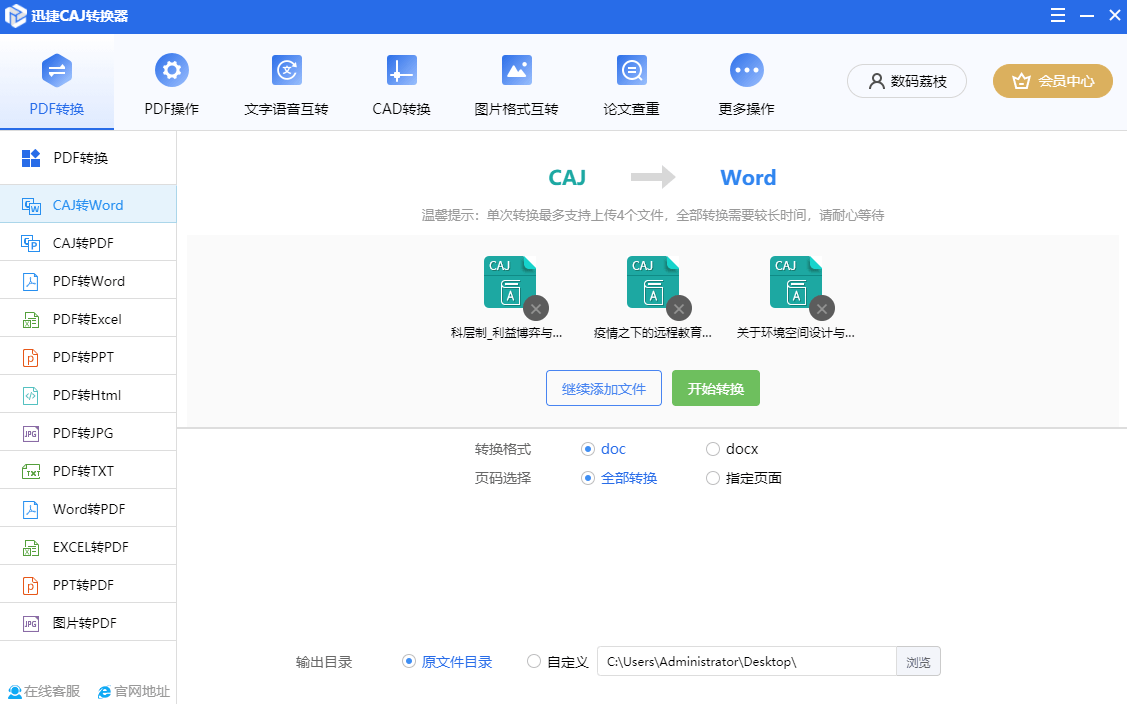 迅捷CAJ转换器
PDF转换
PDF操作
文字语音互转
CAD转换
图片格式互转
论文查重
更多操作
数码荔枝
会员中心
PDF转换
CAJ转Word
CAJ转PDF
PDF转Word
PDF转Excel
PDF转PPT
PDF转Html
PDF转JPG
PDF转TXT
Word转PDF
EXCEL转PDF
PPT转PDF
图片转PDF
在线客服 官网地址
CAJ Word
温馨提示：单次转换最多支持上传4个文件，全部转换需要较长时间，请耐心等待
CAJ CAJ CAJ
A A A
科层制_利益博弈与... 疫情之下的远程教育... 关于环境空间设计与...
继续添加文件 开始转换
转换格式 doc docx
页码选择 全部转换 指定页面
输出目录 原文件目录 自定义 C:\Users\Administrator\Desktop\ 浏览